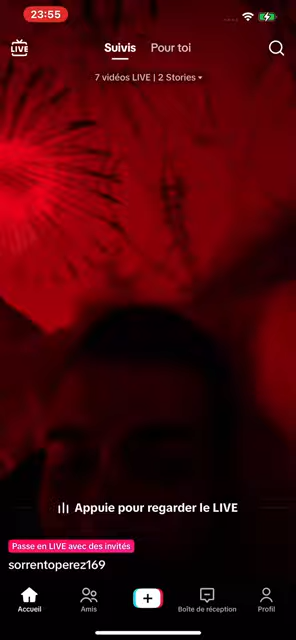 23:55
LIVE
Suivis
Pour toi
7 vidéos LIVE | 2 Stories
Appuie pour regarder le LIVE
Passe en LIVE avec des invités
sorrentoperez169
Accueil
Amis
Boîte de réception
Profil